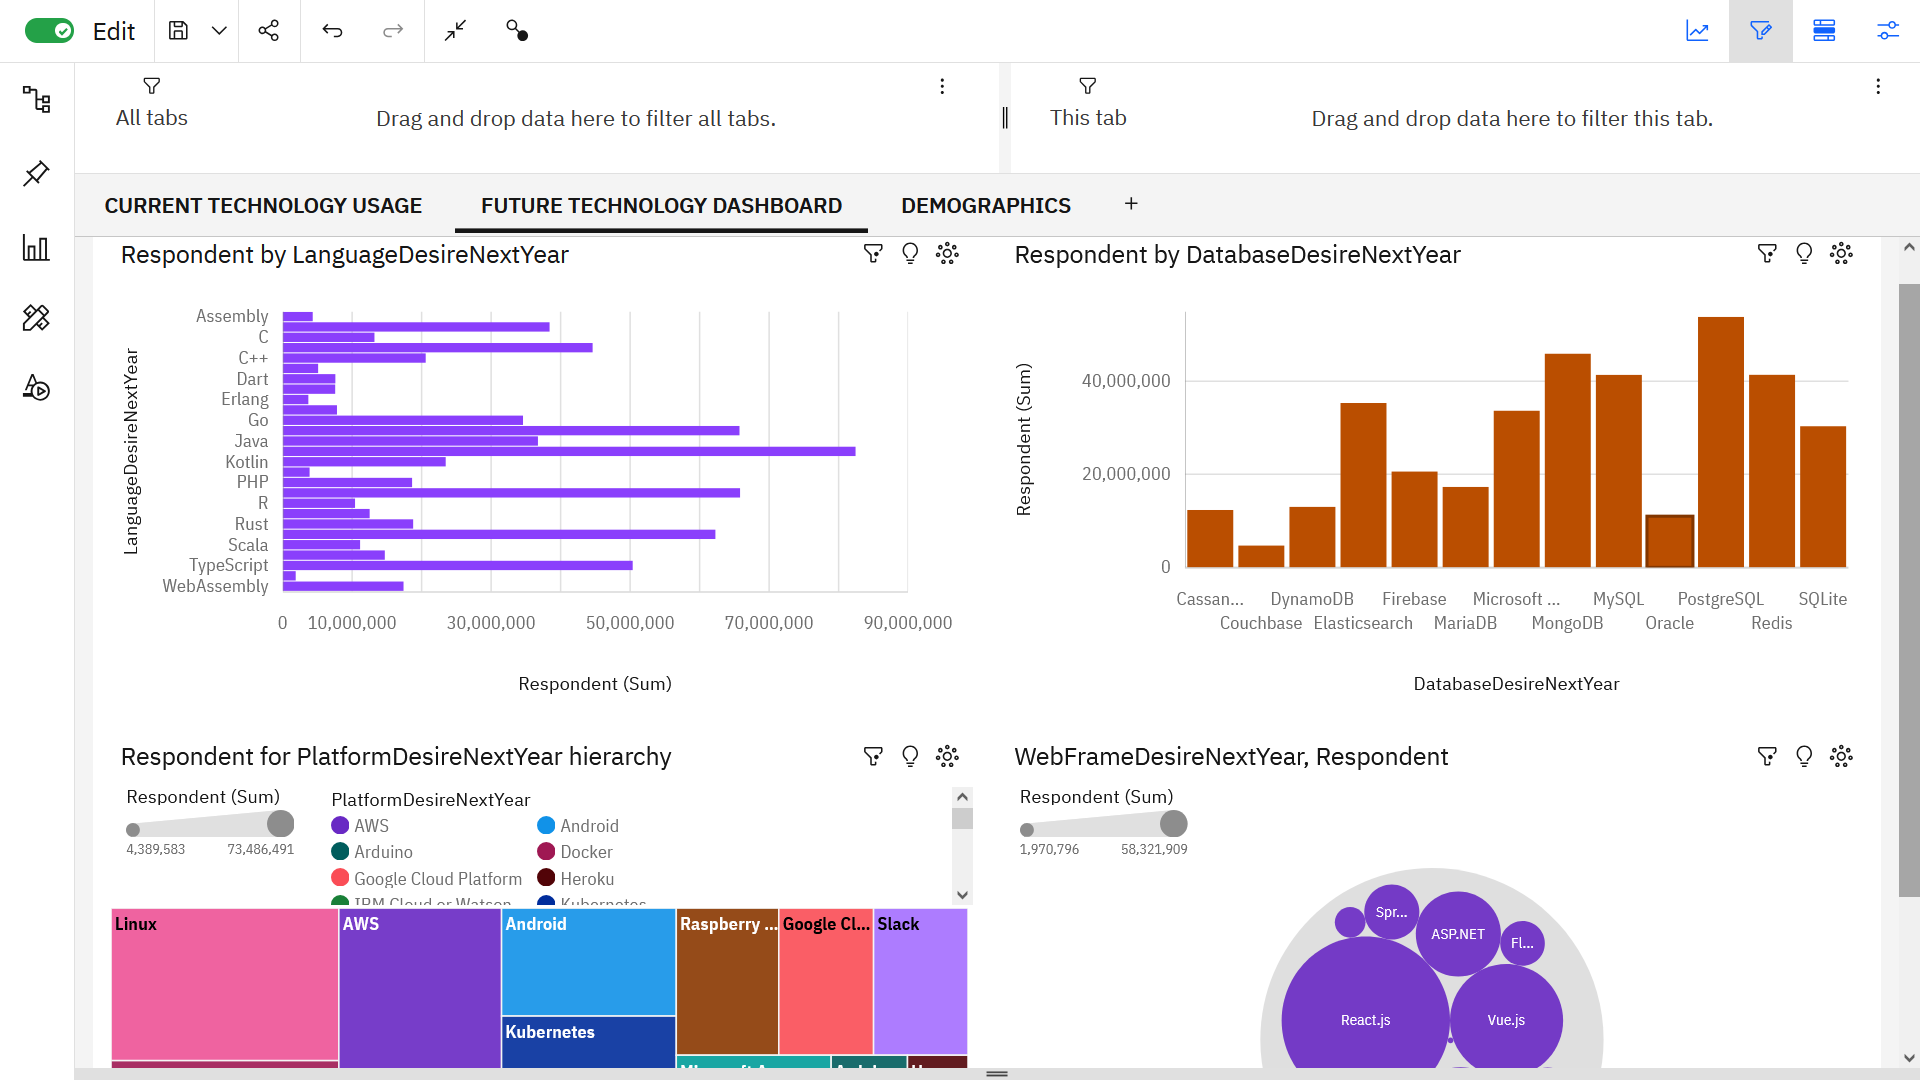 Edit
All tabs
Drag and drop data here to filter all tabs.
This tab
Drag and drop data here to filter this tab.
CURRENT TECHNOLOGY USAGE
FUTURE TECHNOLOGY DASHBOARD
DEMOGRAPHICS
+
Respondent by LanguageDesireNextYear
LanguageDesireNextYear
Assembly
C
C++
Dart
Erlang
Go
Java
Kotlin
PHP
R
Rust
Scala
TypeScript
WebAssembly
0 10,000,000 30,000,000 50,000,000 70,000,000 90,000,000
Respondent (Sum)
Respondent by DatabaseDesireNextYear
Respondent (Sum)
40,000,000
20,000,000
0
Cassan... DynamoDB Firebase Microsoft ... MySQL PostgreSQL SQLite
Couchbase Elasticsearch MariaDB MongoDB Oracle Redis
DatabaseDesireNextYear
Respondent for PlatformDesireNextYear hierarchy
Respondent (Sum)
4,389,583 73,486,491
PlatformDesireNextYear
AWS Android
Arduino Docker
Google Cloud Platform Heroku
IBM Cloud or Watson Kubernetes
Linux AWS Android Raspberry ... Google Cl... Slack
Kubernetes
WebFrameDesireNextYear, Respondent
Respondent (Sum)
1,970,796 58,321,909
Spr...
ASP.NET
Fl...
React.js
Vue.js